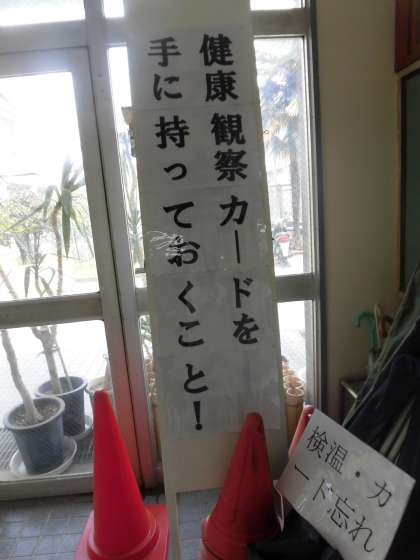 健康観察カードを
手に持っておくこと！
検温・カ
ード忘れ